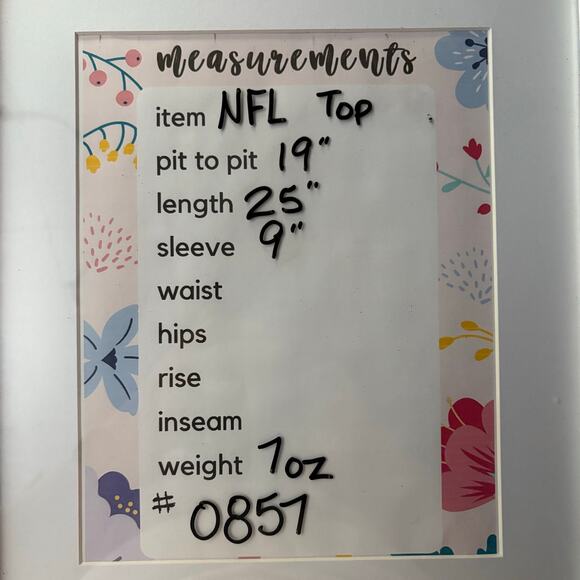 measurements
item NFL Top
pit to pit 19"
length 25"
sleeve 9"
waist
hips
rise
inseam
weight 7oz
# 0857